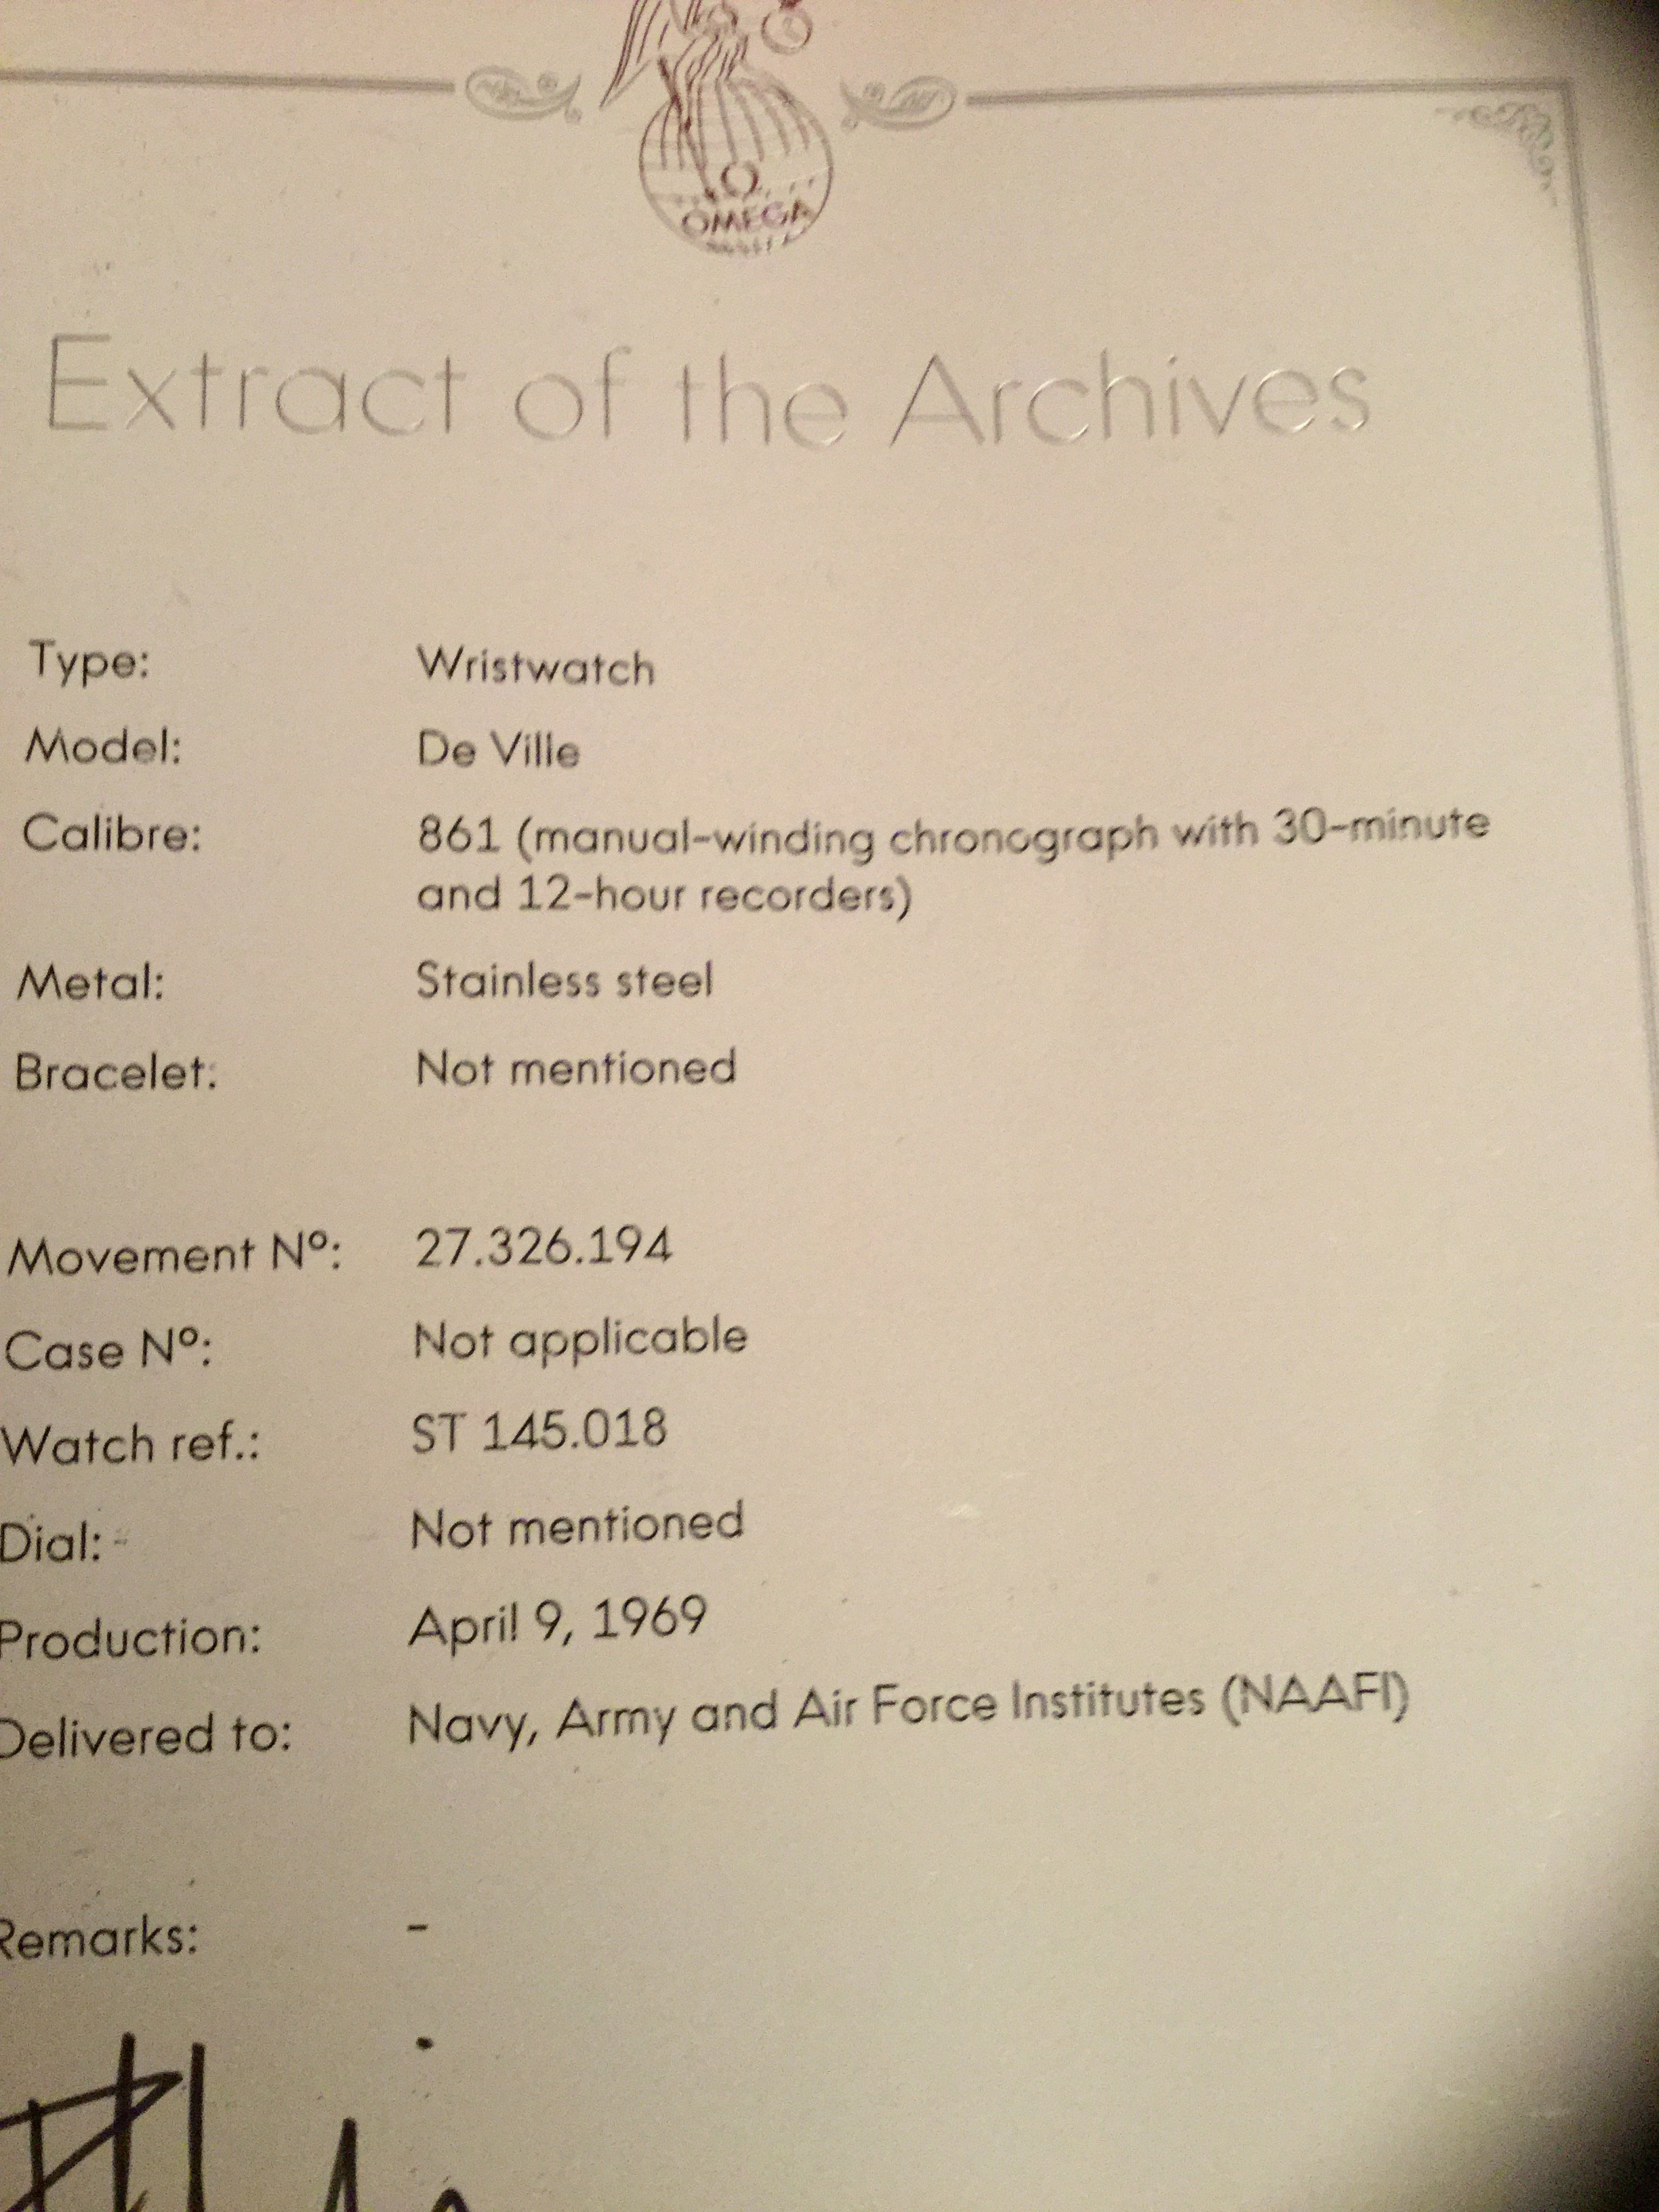 Ω
OMEGA
Extract of the Archives
Type: Wristwatch
Model: De Ville
Calibre: 861 (manual-winding chronograph with 30-minute
and 12-hour recorders)
Metal: Stainless steel
Bracelet: Not mentioned
Movement Nº: 27.326.194
Case Nº: Not applicable
Watch ref.: ST 145.018
Dial: Not mentioned
Production: April 9, 1969
Delivered to: Navy, Army and Air Force Institutes (NAAFI)
Remarks: -